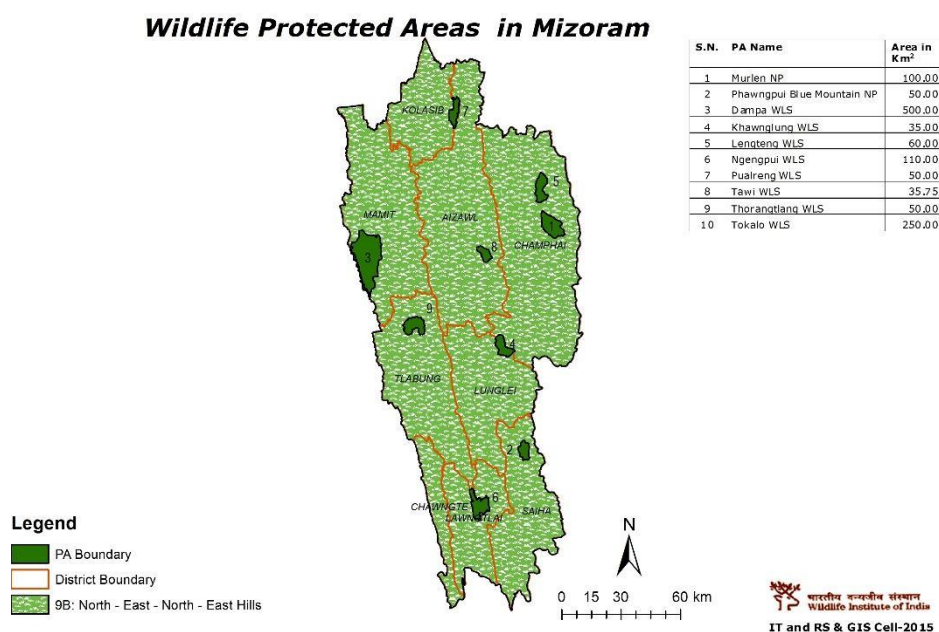 Wildlife Protected Areas in Mizoram
S.N. PA Name Area in Km²
1 Murlen NP 100.00
2 Phawngpui Blue Mountain NP 50.00
3 Dampa WLS 500.00
4 Khawnglung WLS 35.00
5 Lengteng WLS 60.00
6 Ngengpui WLS 110.00
7 Pualreng WLS 50.00
8 Tawi WLS 35.75
9 Thorangtlang WLS 50.00
10 Tokalo WLS 250.00
KOLASIB 7
5
MAMIT AIZAWL
1
CHAMPHAI
8
3
9
4
TLABUNG LUNGLEI
2
6
CHAWNGTE SAIHA
LAWNGTLAI
Legend
PA Boundary
District Boundary
9B: North - East - North - East Hills
N
0 15 30 60 km
भारतीय वन्यजीव संस्थान
Wildlife Institute of India
IT and RS & GIS Cell-2015